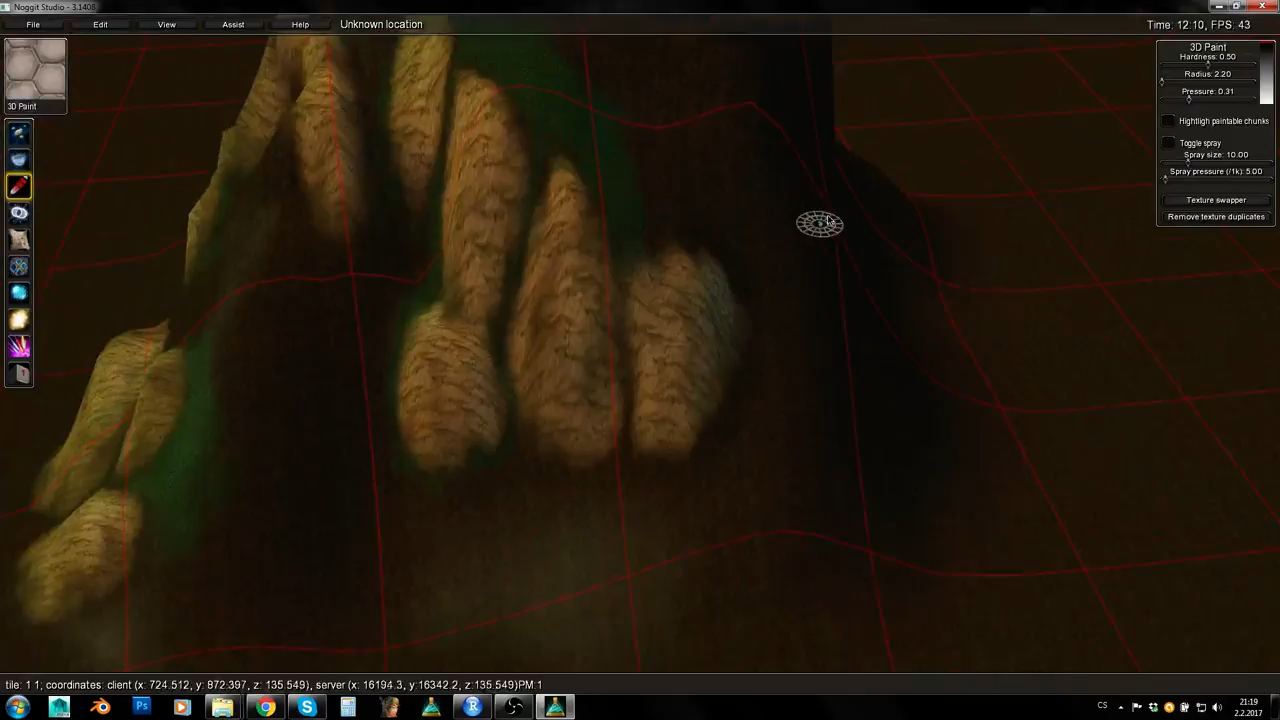 Noggit Studio - 3.1408
File Edit View Assist Help Unknown location Time: 12:10, FPS: 43
3D Paint
3D Paint
Hardness: 0.50
Radius: 2.20
Pressure: 0.31
Hightligh paintable chunks
Toggle spray
Spray size: 10.00
Spray pressure (/1k): 5.00
Texture swapper
Remove texture duplicates
tile: 1 1; coordinates: client (x: 724.512, y: 872.397, z: 135.549), server (x: 16194.3, y:16342.2, z:135.549)PM:1
CS
21:19
2.2.2017